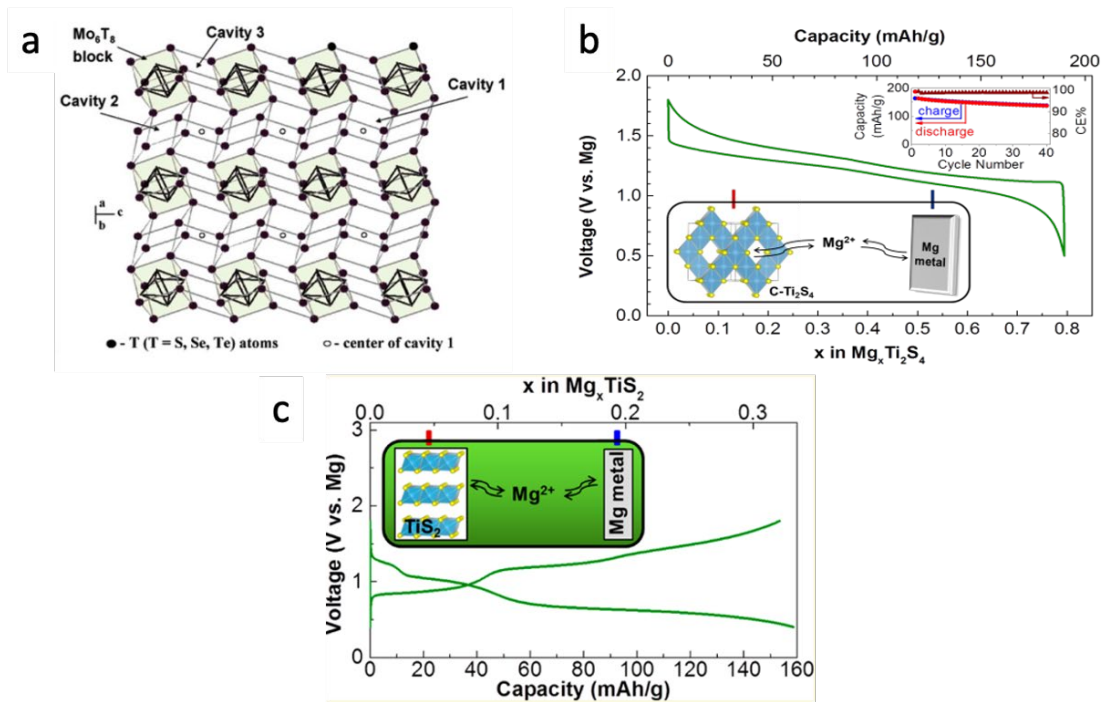 a
Mo6T8
block
Cavity 3
Cavity 1
Cavity 2
a
c
b
● - T (T = S, Se, Te) atoms
○ - center of cavity 1
b
Capacity (mAh/g)
0 50 100 150 200
Voltage (V vs. Mg)
2.0
1.5
1.0
0.5
0.0
Capacity
mAh/g)
200
150
100
50
0
charge
discharge
100
90
80
CE%
0 10 20 30 40
Cycle Number
Mg2+
Mg
metal
C-Ti2S4
0.0 0.1 0.2 0.3 0.4 0.5 0.6 0.7 0.8
x in MgxTi2S4
c
x in MgxTiS2
0.0 0.1 0.2 0.3
Voltage (V vs. Mg)
3
2
1
0
TiS2
Mg2+
Mg metal
0 20 40 60 80 100 120 140 160
Capacity (mAh/g)